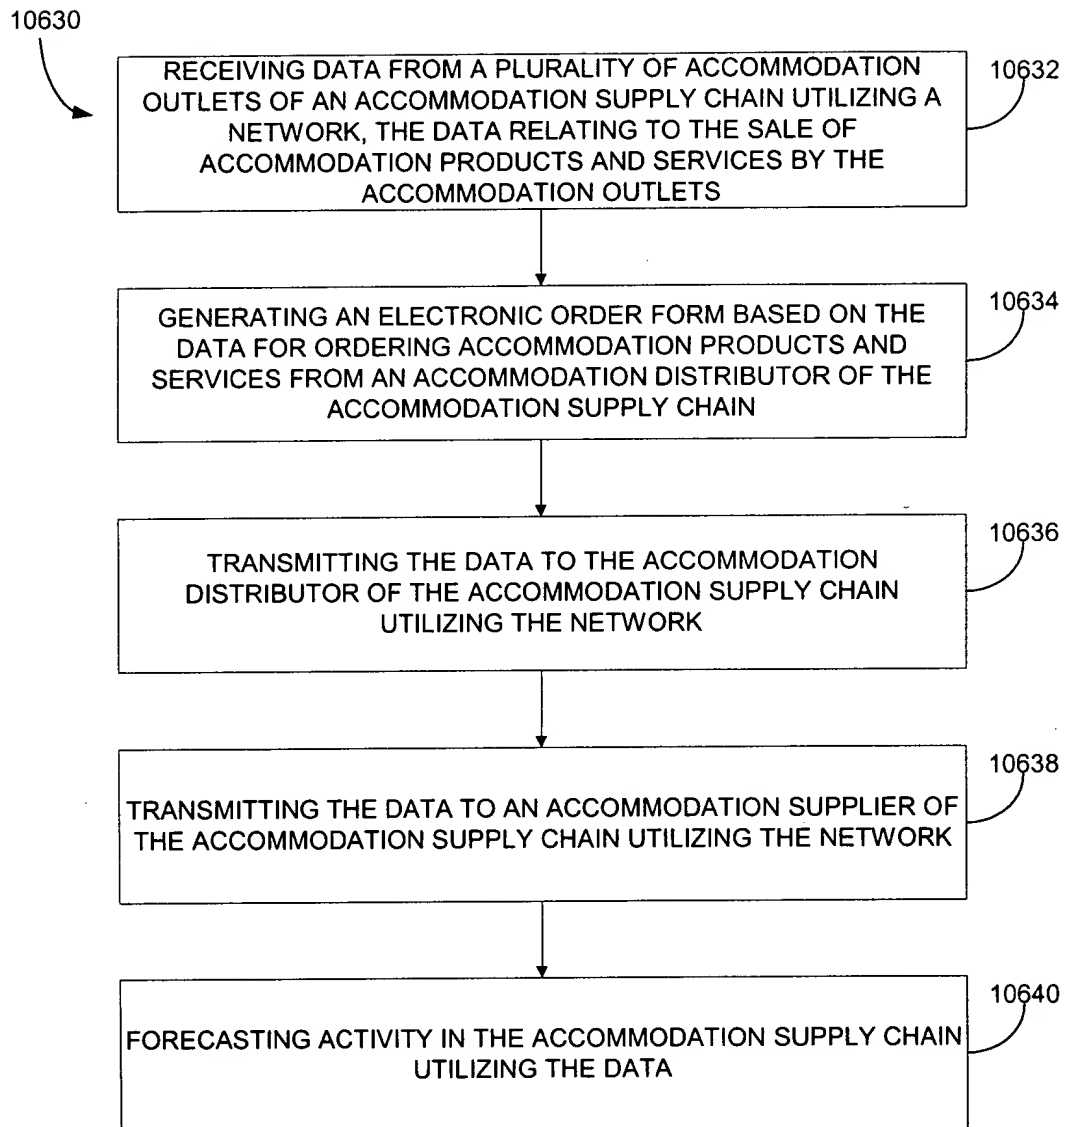 10630
RECEIVING DATA FROM A PLURALITY OF ACCOMMODATION
OUTLETS OF AN ACCOMMODATION SUPPLY CHAIN UTILIZING A
NETWORK, THE DATA RELATING TO THE SALE OF
ACCOMMODATION PRODUCTS AND SERVICES BY THE
ACCOMMODATION OUTLETS
10632
GENERATING AN ELECTRONIC ORDER FORM BASED ON THE
DATA FOR ORDERING ACCOMMODATION PRODUCTS AND
SERVICES FROM AN ACCOMMODATION DISTRIBUTOR OF THE
ACCOMMODATION SUPPLY CHAIN
10634
TRANSMITTING THE DATA TO THE ACCOMMODATION
DISTRIBUTOR OF THE ACCOMMODATION SUPPLY CHAIN
UTILIZING THE NETWORK
10636
TRANSMITTING THE DATA TO AN ACCOMMODATION SUPPLIER OF
THE ACCOMMODATION SUPPLY CHAIN UTILIZING THE NETWORK
10638
FORECASTING ACTIVITY IN THE ACCOMMODATION SUPPLY CHAIN
UTILIZING THE DATA
10640